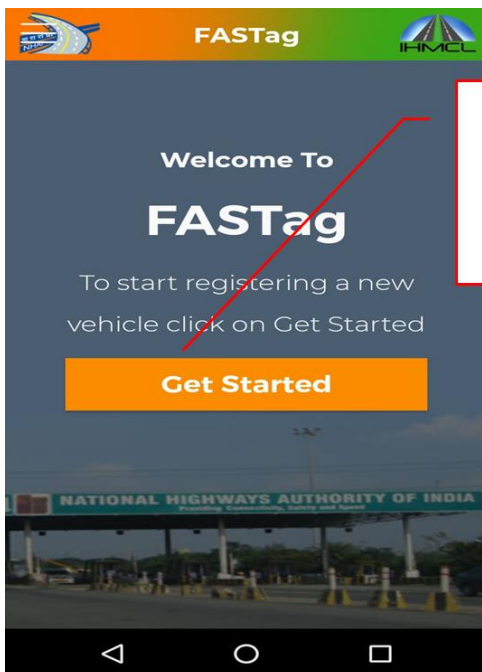 FASTag
NHAI
IHMCL
Welcome To
FASTag
To start registering a new
vehicle click on Get Started
Get Started
NATIONAL HIGHWAYS AUTHORITY OF INDIA
Providing Connectivity, Safety and Speed